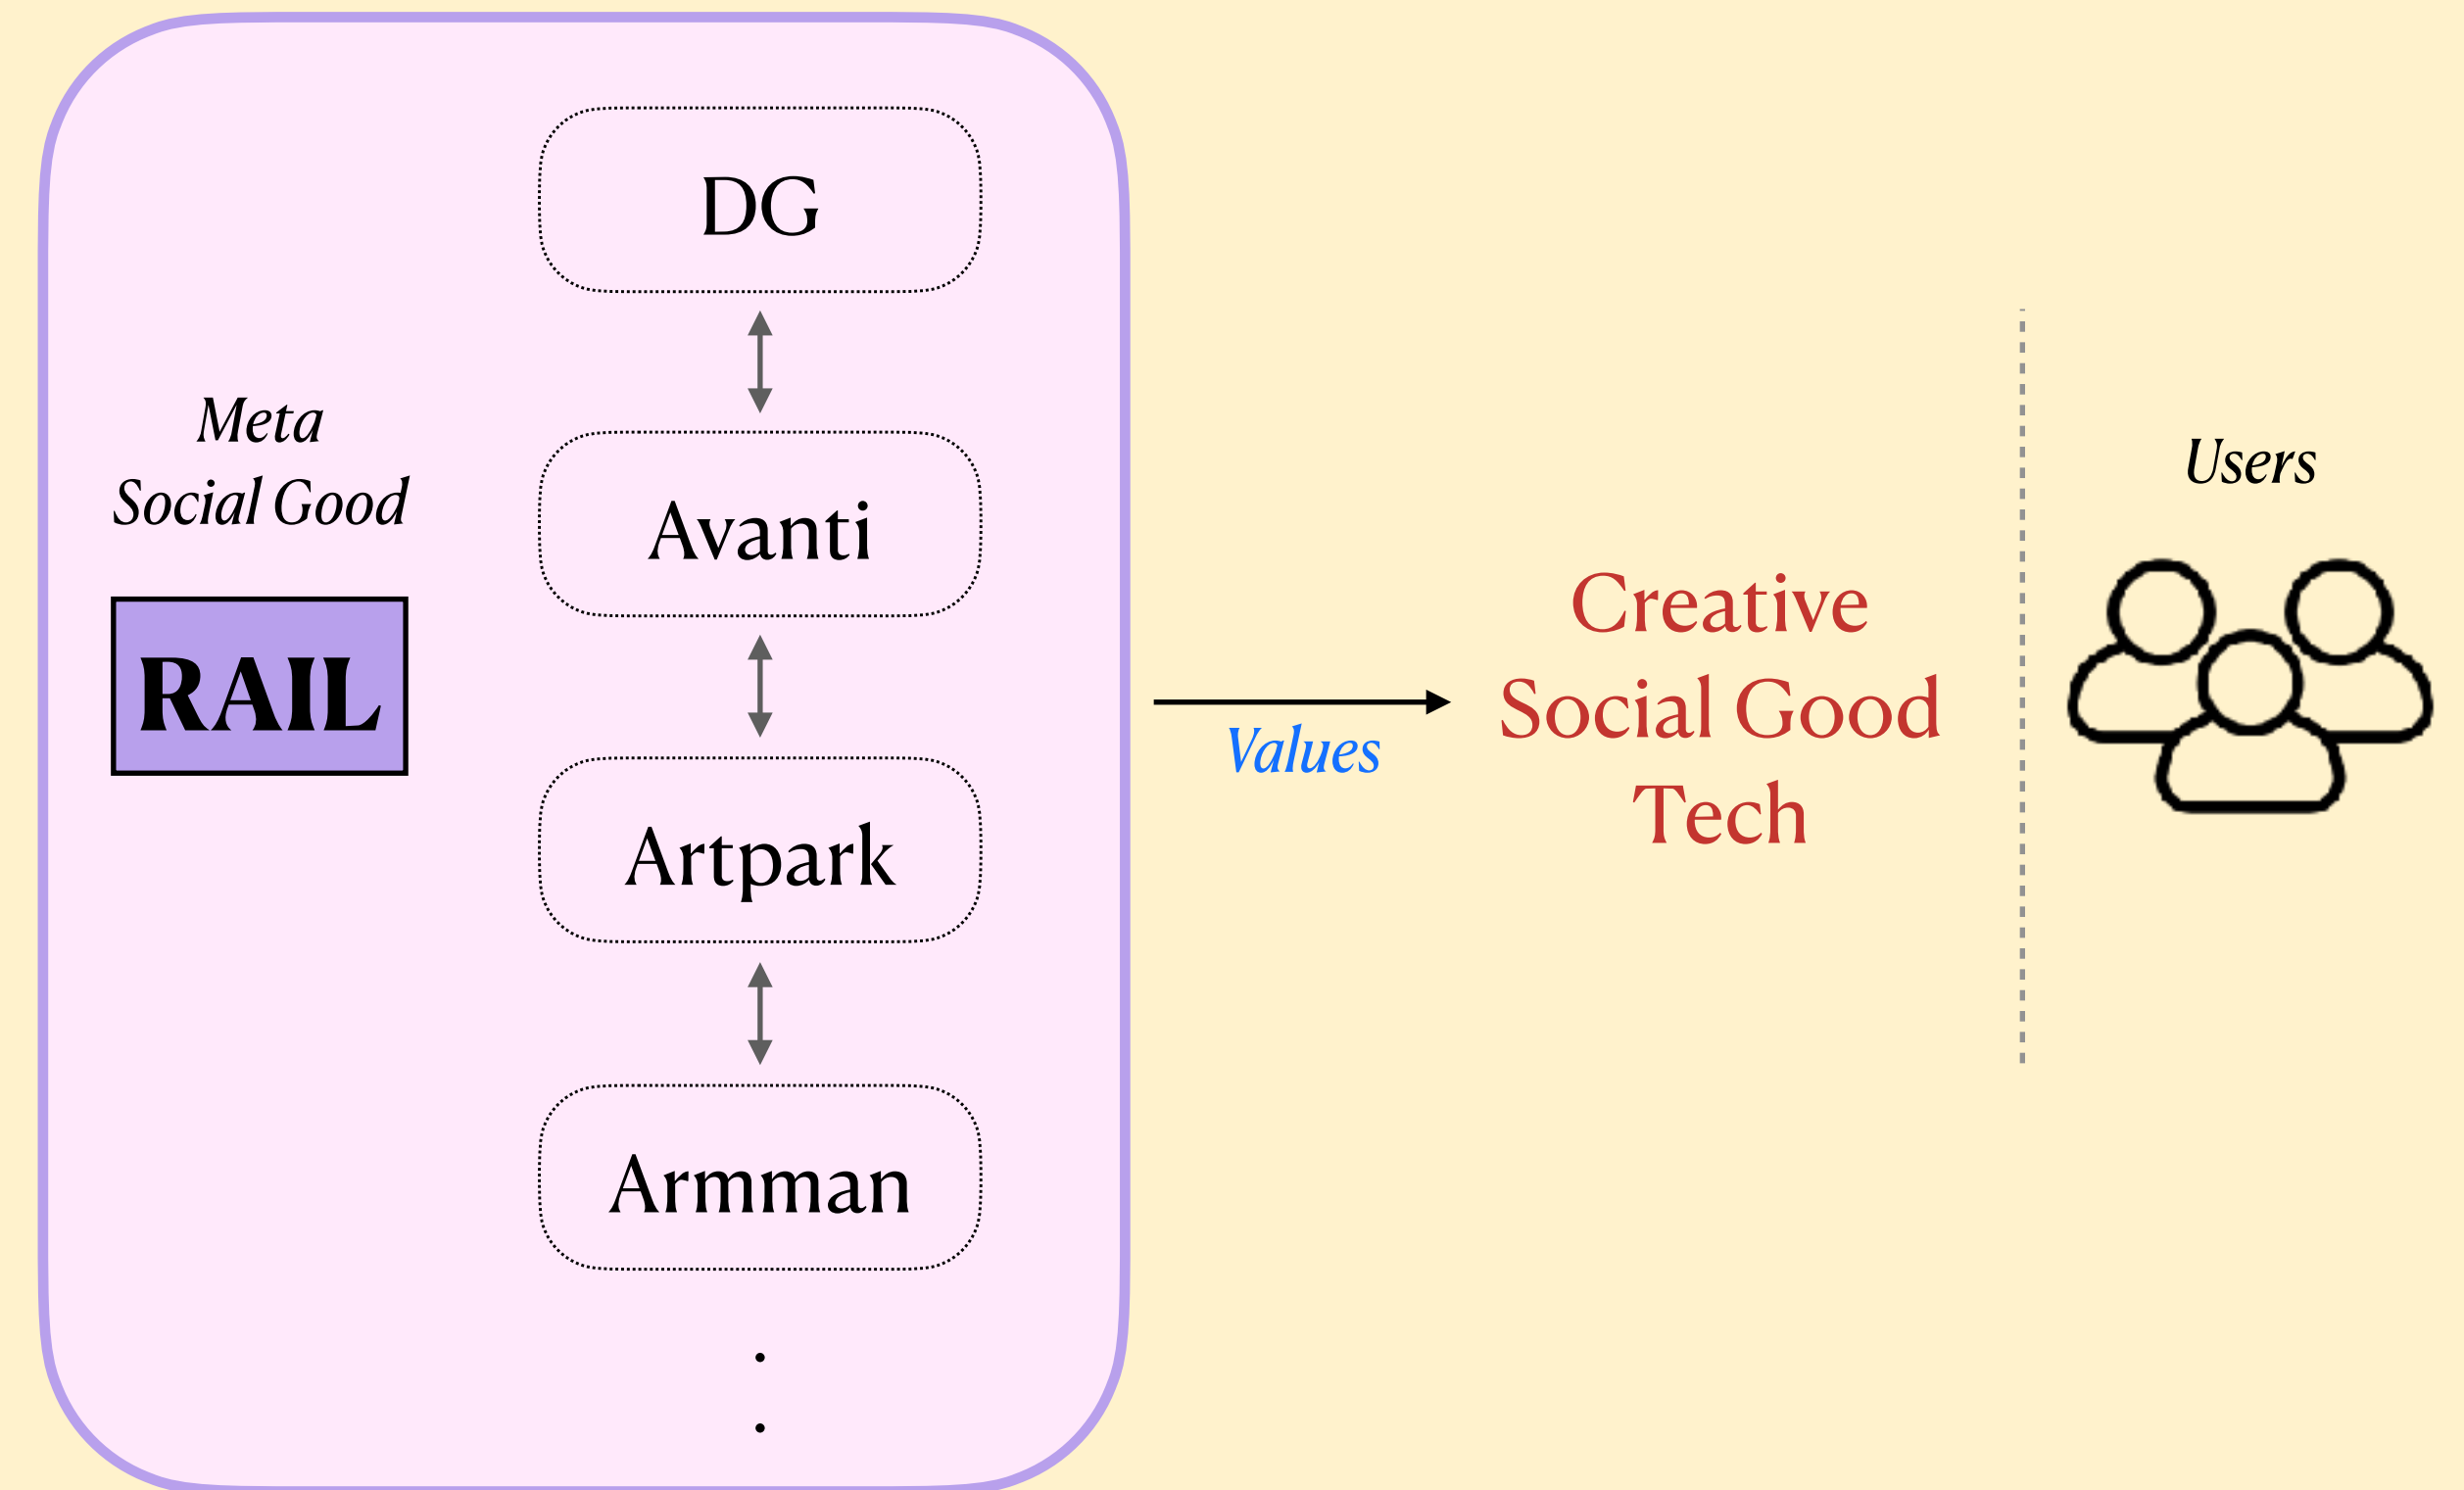 Meta
Social Good
RAIL
DG
Avanti
Artpark
Armman
Values
Creative
Social Good
Tech
Users